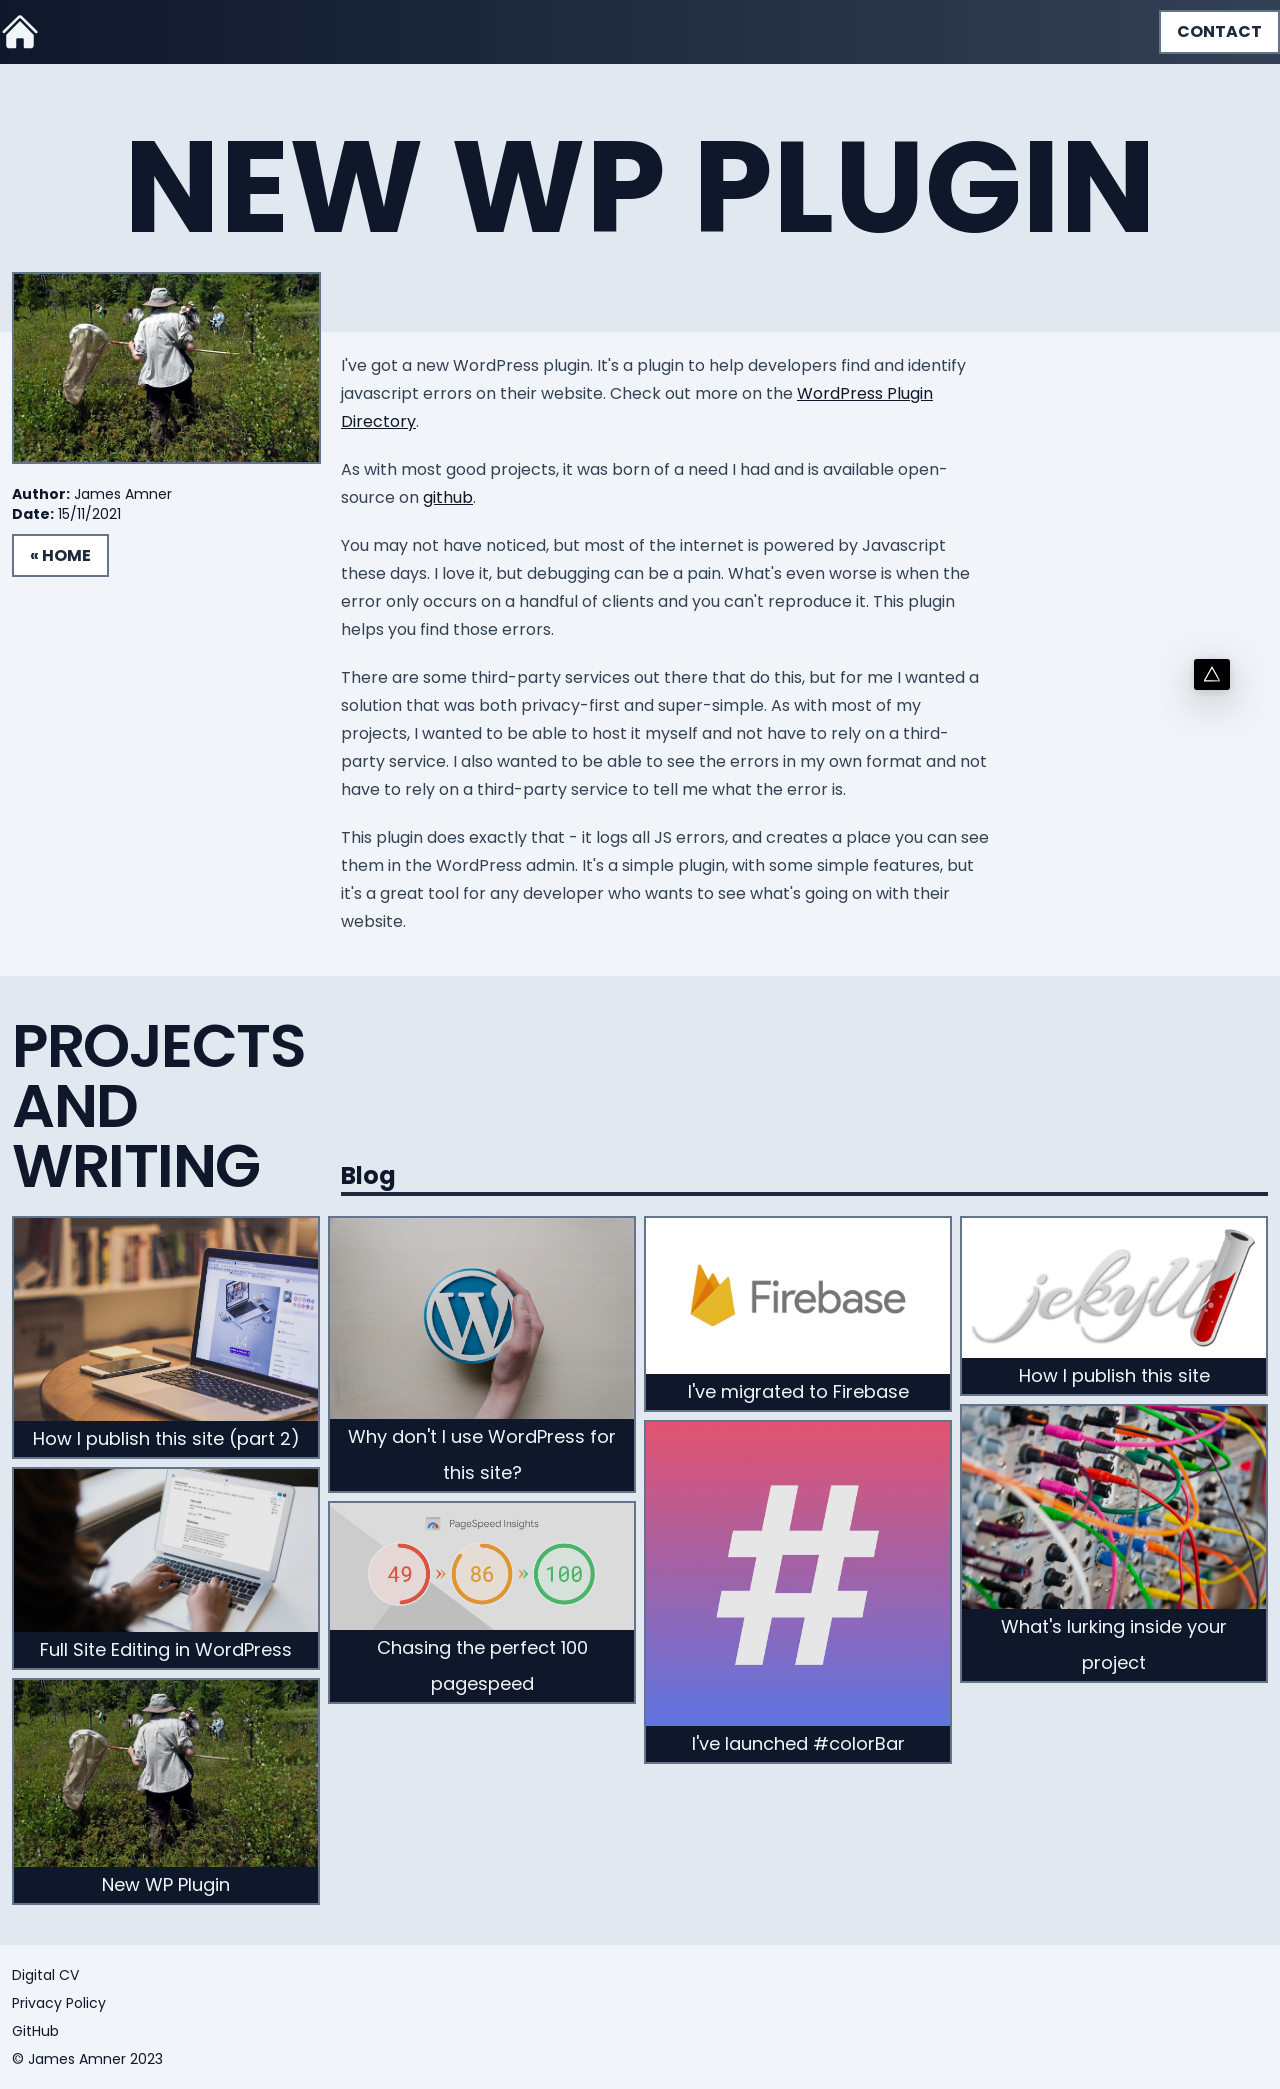 CONTACT
NEW WP PLUGIN
Author: James Amner
Date: 15/11/2021
« HOME
I've got a new WordPress plugin. It's a plugin to help developers find and identify
javascript errors on their website. Check out more on the WordPress Plugin
Directory.
As with most good projects, it was born of a need I had and is available open-
source on github.
You may not have noticed, but most of the internet is powered by Javascript
these days. I love it, but debugging can be a pain. What's even worse is when the
error only occurs on a handful of clients and you can't reproduce it. This plugin
helps you find those errors.
There are some third-party services out there that do this, but for me I wanted a
solution that was both privacy-first and super-simple. As with most of my
projects, I wanted to be able to host it myself and not have to rely on a third-
party service. I also wanted to be able to see the errors in my own format and not
have to rely on a third-party service to tell me what the error is.
This plugin does exactly that - it logs all JS errors, and creates a place you can see
them in the WordPress admin. It's a simple plugin, with some simple features, but
it's a great tool for any developer who wants to see what's going on with their
website.
PROJECTS
AND
WRITING
Blog
How I publish this site (part 2)
Full Site Editing in WordPress
New WP Plugin
Why don't I use WordPress for
this site?
PageSpeed Insights
49 » 86 » 100
Chasing the perfect 100
pagespeed
Firebase
I've migrated to Firebase
#
I've launched #colorBar
jekyll
How I publish this site
What's lurking inside your
project
Digital CV
Privacy Policy
GitHub
© James Amner 2023